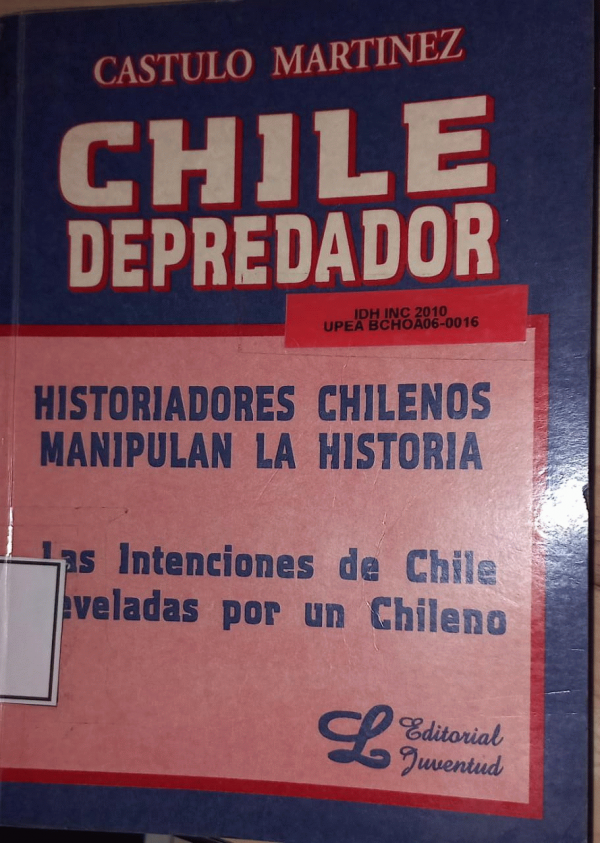 CASTULO MARTINEZ
CHILE
DEPREDADOR
IDH INC 2010
UPEA BCHOA06-0016
HISTORIADORES CHILENOS
MANIPULAN LA HISTORIA
Las Intenciones de Chile
eveladas por un Chileno
L Editorial
Juventud